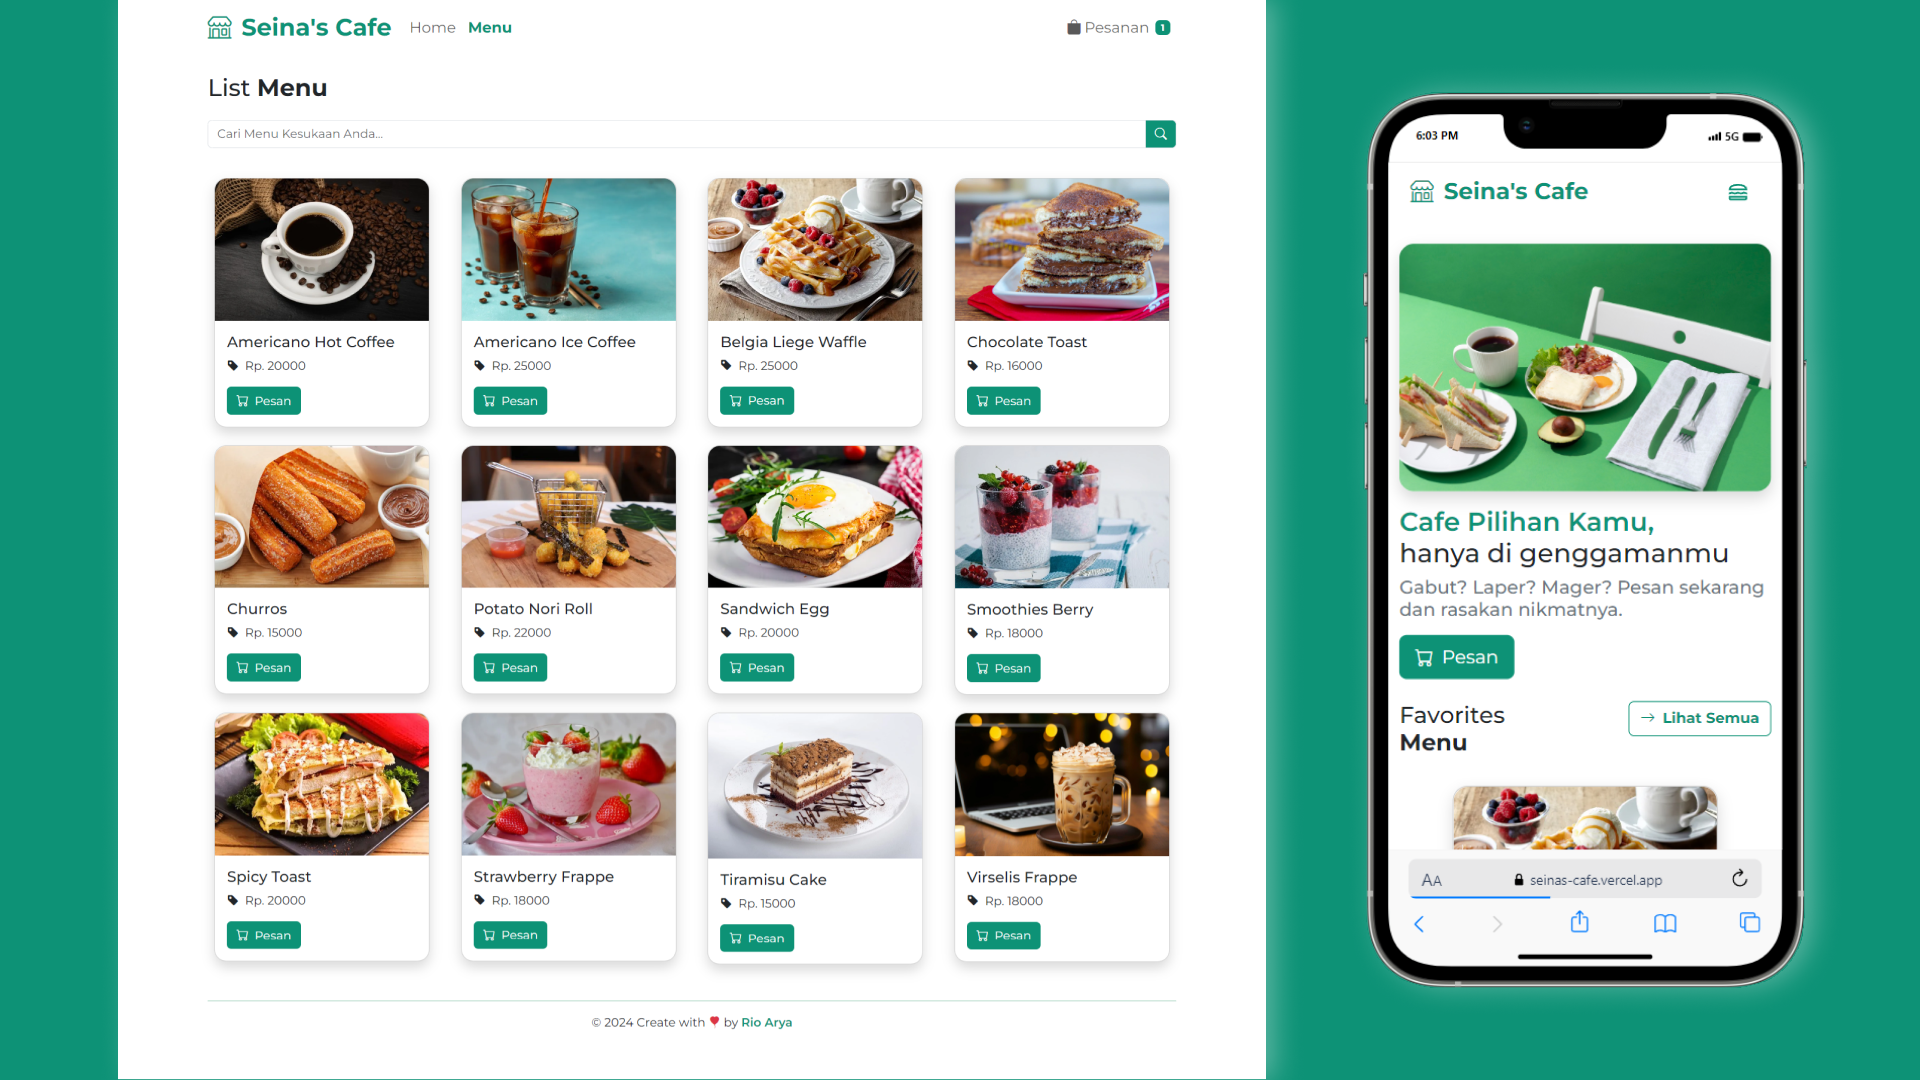 Seina's Cafe Home Menu Pesanan 1
List Menu
Cari Menu Kesukaan Anda...
Americano Hot Coffee
Rp. 20000
Pesan
Americano Ice Coffee
Rp. 25000
Pesan
Belgia Liege Waffle
Rp. 25000
Pesan
Chocolate Toast
Rp. 16000
Pesan
Churros
Rp. 15000
Pesan
Potato Nori Roll
Rp. 22000
Pesan
Sandwich Egg
Rp. 20000
Pesan
Smoothies Berry
Rp. 18000
Pesan
Spicy Toast
Rp. 20000
Pesan
Strawberry Frappe
Rp. 18000
Pesan
Tiramisu Cake
Rp. 15000
Pesan
Virselis Frappe
Rp. 18000
Pesan
© 2024 Create with ❤ by Rio Arya
6:03 PM 5G
Seina's Cafe
Cafe Pilihan Kamu,
hanya di genggamanmu
Gabut? Laper? Mager? Pesan sekarang
dan rasakan nikmatnya.
Pesan
Favorites
Menu
→ Lihat Semua
AA seinas-cafe.vercel.app